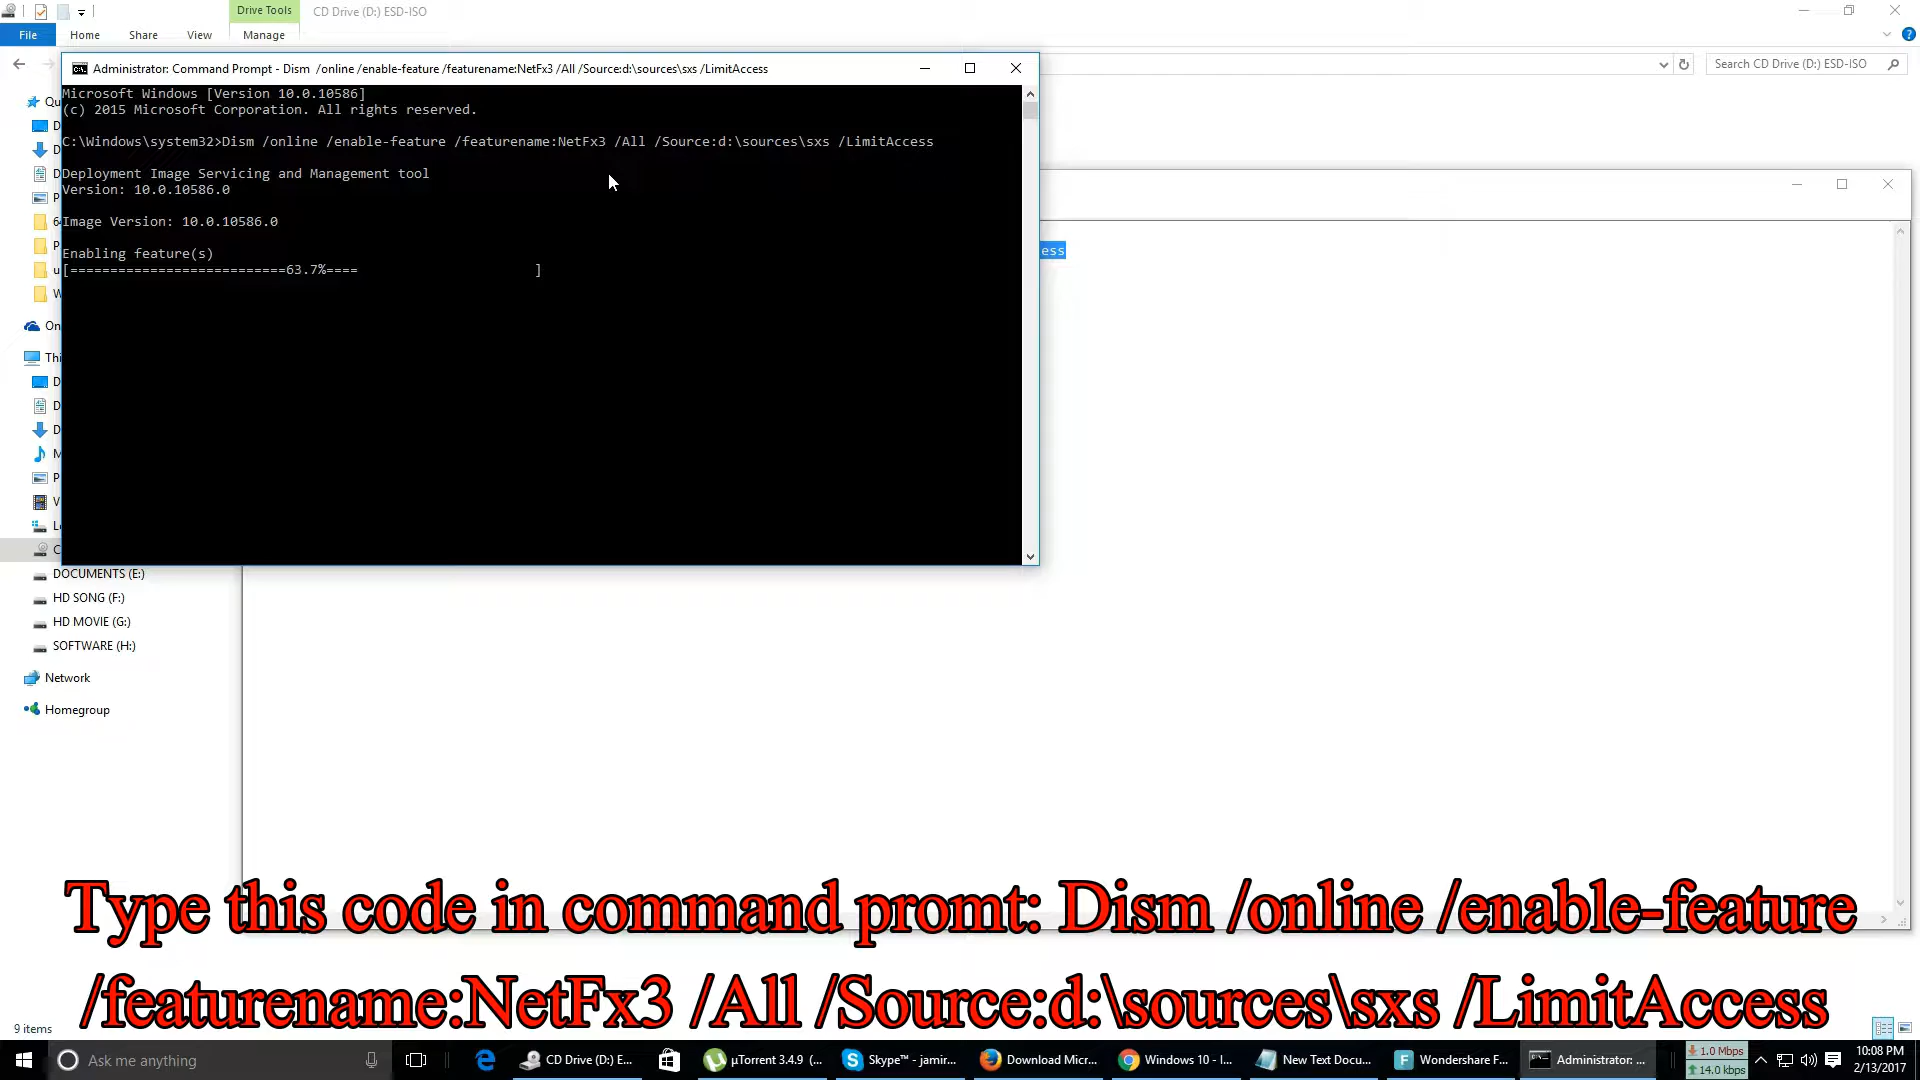 Drive Tools
CD Drive (D:) ESD-ISO
File
Home
Share
View
Manage
Search CD Drive (D:) ESD-ISO
Administrator: Command Prompt - Dism  /online /enable-feature /featurename:NetFx3 /All /Source:d:\sources\sxs /LimitAccess
Microsoft Windows [Version 10.0.10586]
(c) 2015 Microsoft Corporation. All rights reserved.
C:\Windows\system32>Dism /online /enable-feature /featurename:NetFx3 /All /Source:d:\sources\sxs /LimitAccess
Deployment Image Servicing and Management tool
Version: 10.0.10586.0
Image Version: 10.0.10586.0
Enabling feature(s)
[===========================63.7%====                      ]
ess
DOCUMENTS (E:)
HD SONG (F:)
HD MOVIE (G:)
SOFTWARE (H:)
Network
Homegroup
Type this code in command promt: Dism /online /enable-feature
/featurename:NetFx3 /All /Source:d:\sources\sxs /LimitAccess
9 items
Ask me anything
CD Drive (D:) E...
µTorrent 3.4.9 (...
Skype™ - jamir...
Download Micr...
Windows 10 - I...
New Text Docu...
Wondershare F...
Administrator: ...
1.0 Mbps
14.0 kbps
10:08 PM
2/13/2017